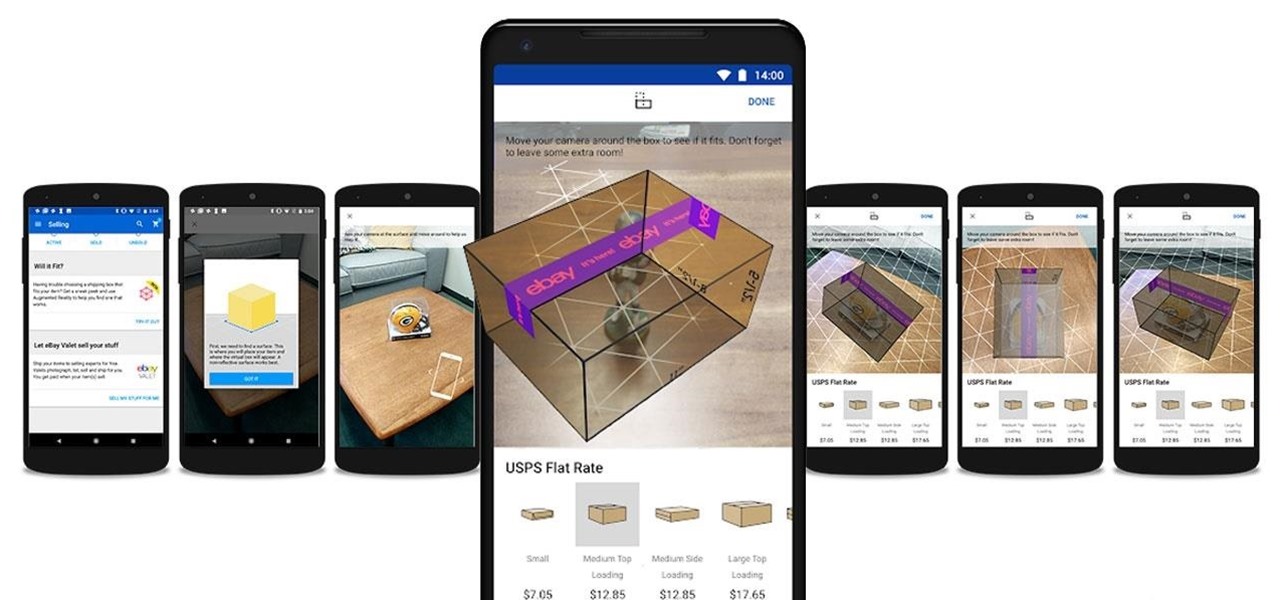 Selling
ACTIVE SOLD UNSOLD
Will it Fit?
Having trouble choosing a shipping box that
fits your item? Get a sneak peek and use
Augmented Reality to help you find one that
works.
TRY IT OUT
Let eBay Valet sell your stuff
Ship your items to selling experts for free.
Valets photograph, list, sell and ship for you.
You get paid when your item(s) sell.
ebay
VALET
SELL MY STUFF FOR ME
First, we need to find a surface. This
is where you will place your item and
where the virtual box will appear. A
non-reflective surface works best.
GOT IT
Aim your camera at the surface and move around to help us
map it.
14:00
DONE
Move your camera around the box to see if it fits. Don't forget
to leave some extra room!
ebay it's here! ebay it's here!
8-1/2"
5-1/2"
11"
USPS Flat Rate
Small
Medium Top
Loading
Medium Side
Loading
Large Top
Loading
$7.05 $12.85 $12.85 $17.65
DONE
Move your camera around the box to see if it fits. Don't
forget to leave some extra room!
USPS Flat Rate
Small
Medium Top
Loading
Medium Side
Loading
Large Top
Loading
$7.05 $12.85 $12.85 $17.65
DONE
Move your camera around the box to see if it fits. Don't
forget to leave some extra room!
USPS Flat Rate
Small
Medium Top
Loading
Medium Side
Loading
Large Top
Loading
$7.05 $12.85 $12.85 $17.65
DONE
Move your camera around the box to see if it fits. Don't
forget to leave some extra room!
USPS Flat Rate
Small
Medium Top
Loading
Medium Side
Loading
Large Top
Loading
$7.05 $12.85 $12.85 $17.65